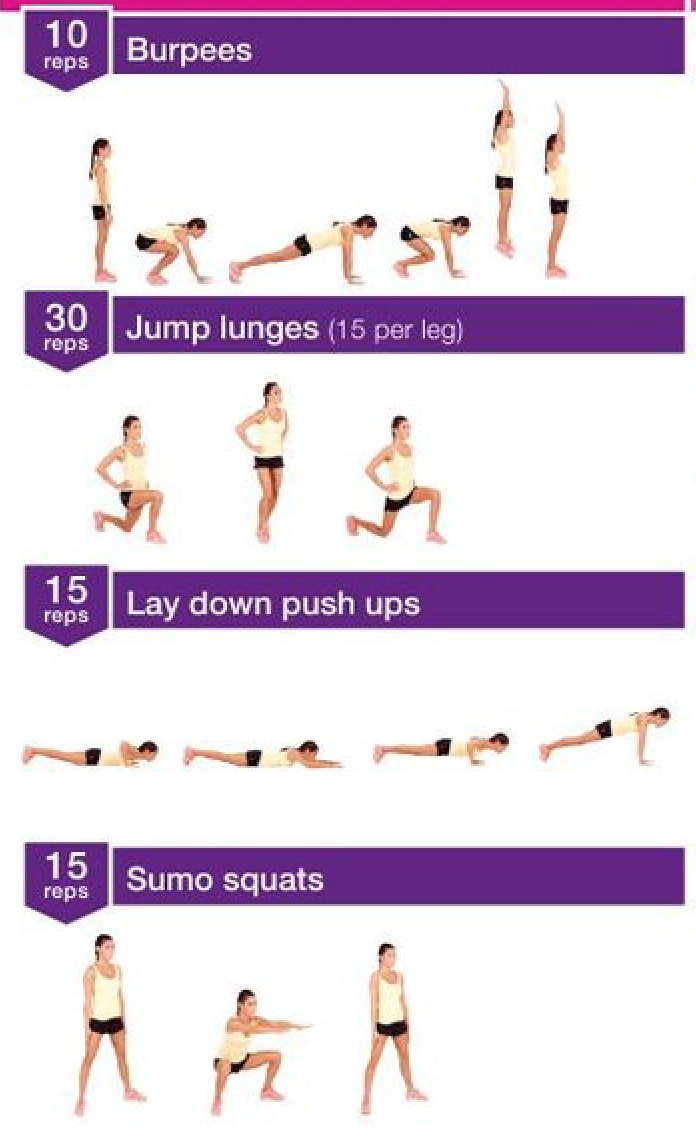 10
reps
Burpees
30
reps
Jump lunges (15 per leg)
15
reps
Lay down push ups
15
reps
Sumo squats